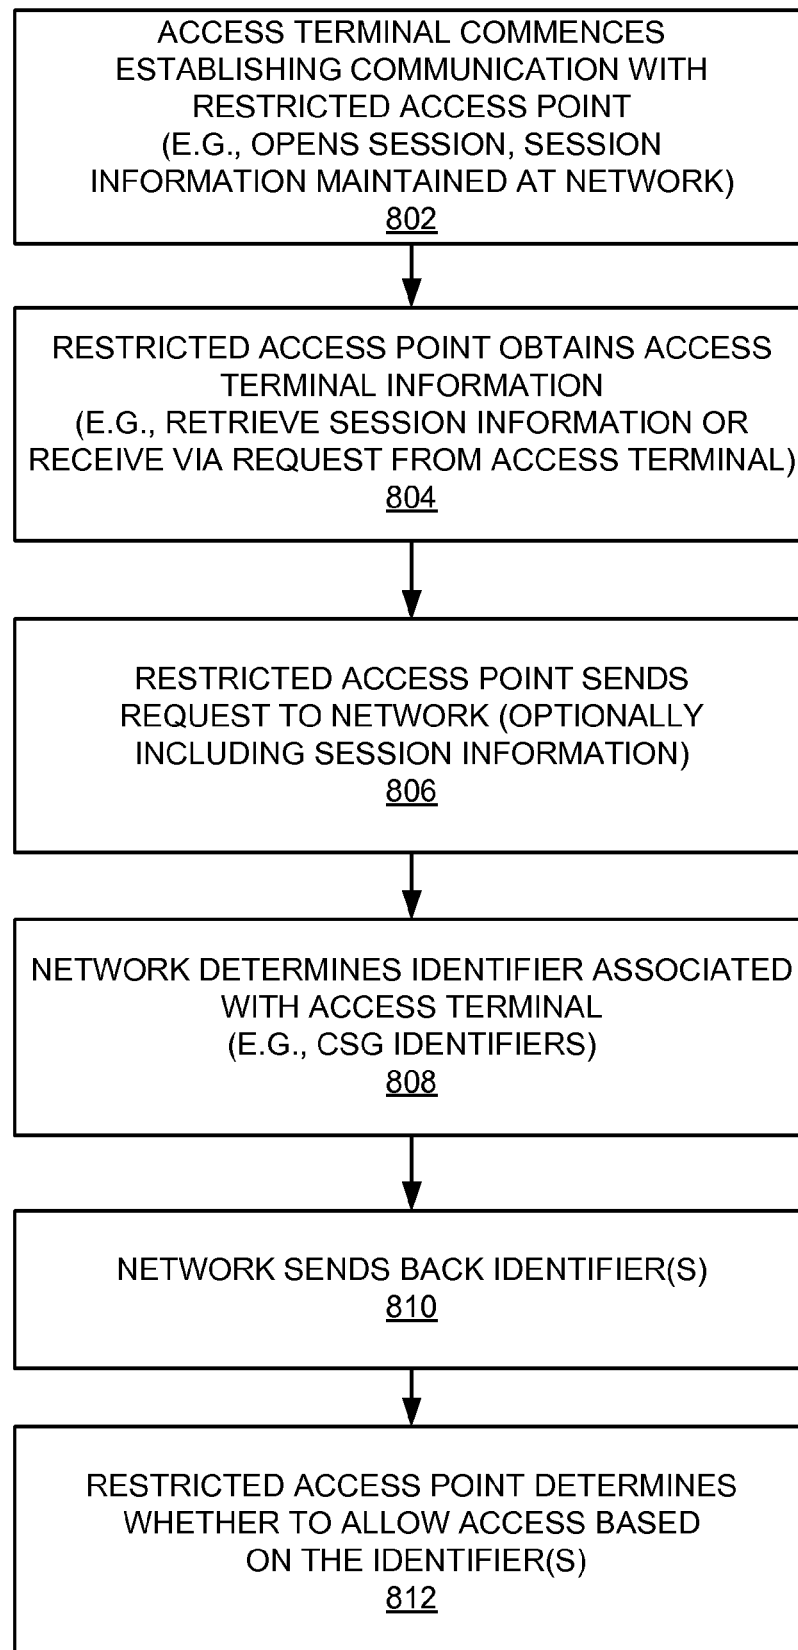 ACCESS TERMINAL COMMENCES
ESTABLISHING COMMUNICATION WITH
RESTRICTED ACCESS POINT
(E.G., OPENS SESSION, SESSION
INFORMATION MAINTAINED AT NETWORK)
802
RESTRICTED ACCESS POINT OBTAINS ACCESS
TERMINAL INFORMATION
(E.G., RETRIEVE SESSION INFORMATION OR
RECEIVE VIA REQUEST FROM ACCESS TERMINAL)
804
RESTRICTED ACCESS POINT SENDS
REQUEST TO NETWORK (OPTIONALLY
INCLUDING SESSION INFORMATION)
806
NETWORK DETERMINES IDENTIFIER ASSOCIATED
WITH ACCESS TERMINAL
(E.G., CSG IDENTIFIERS)
808
NETWORK SENDS BACK IDENTIFIER(S)
810
RESTRICTED ACCESS POINT DETERMINES
WHETHER TO ALLOW ACCESS BASED
ON THE IDENTIFIER(S)
812